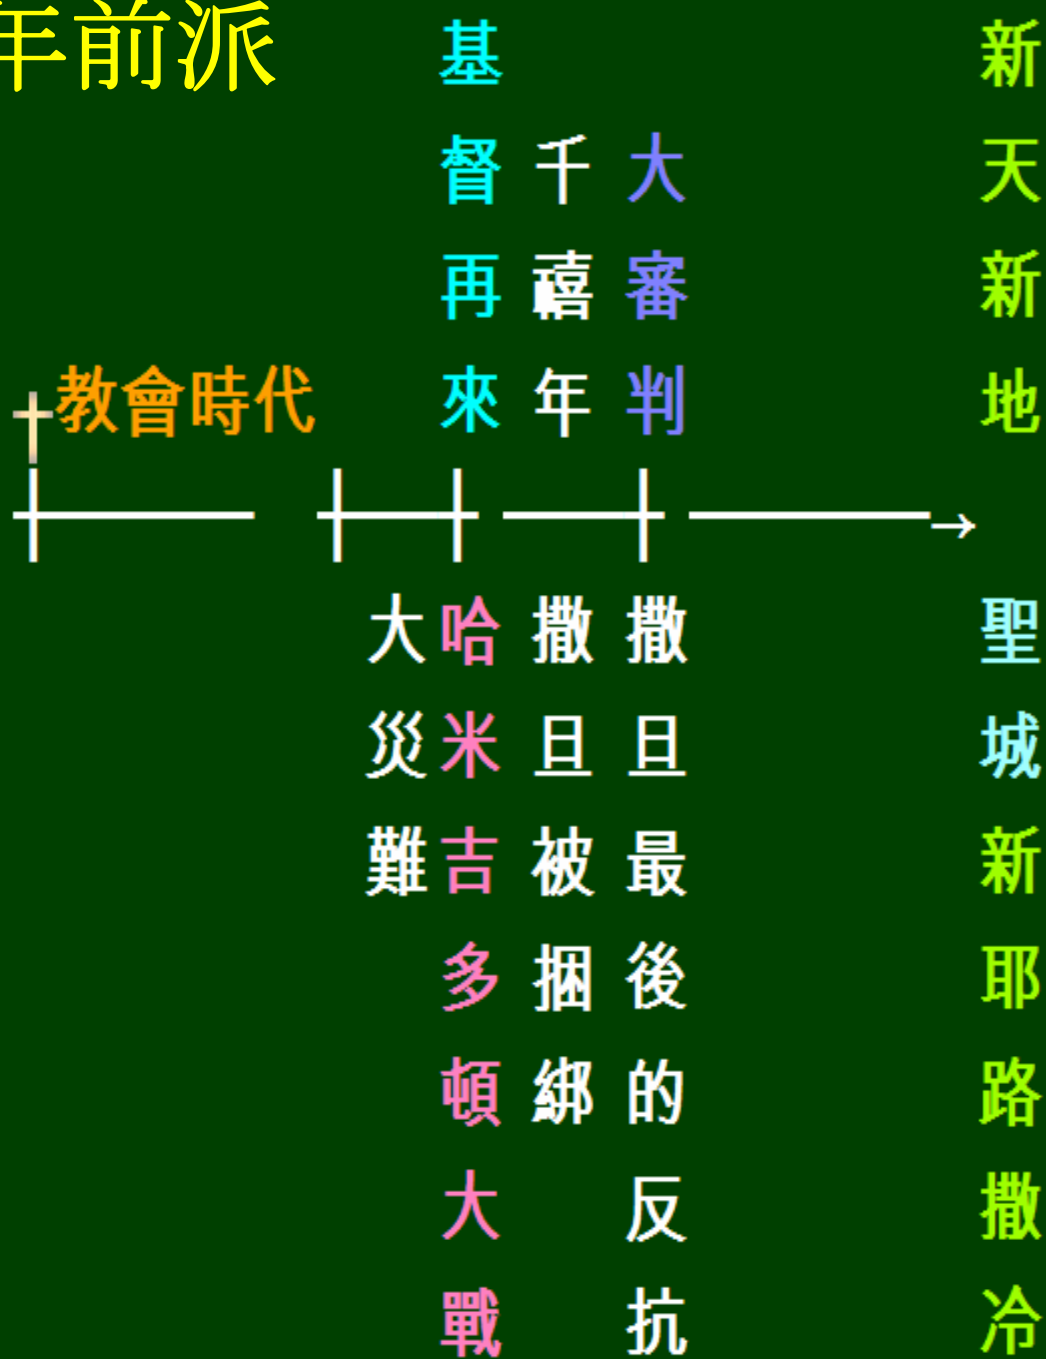 年前派
教會時代
基督再來
千禧年
大審判
新天新地
大災難
哈米吉多頓大戰
撒旦被捆綁
撒旦最後的反抗
聖城新耶路撒冷